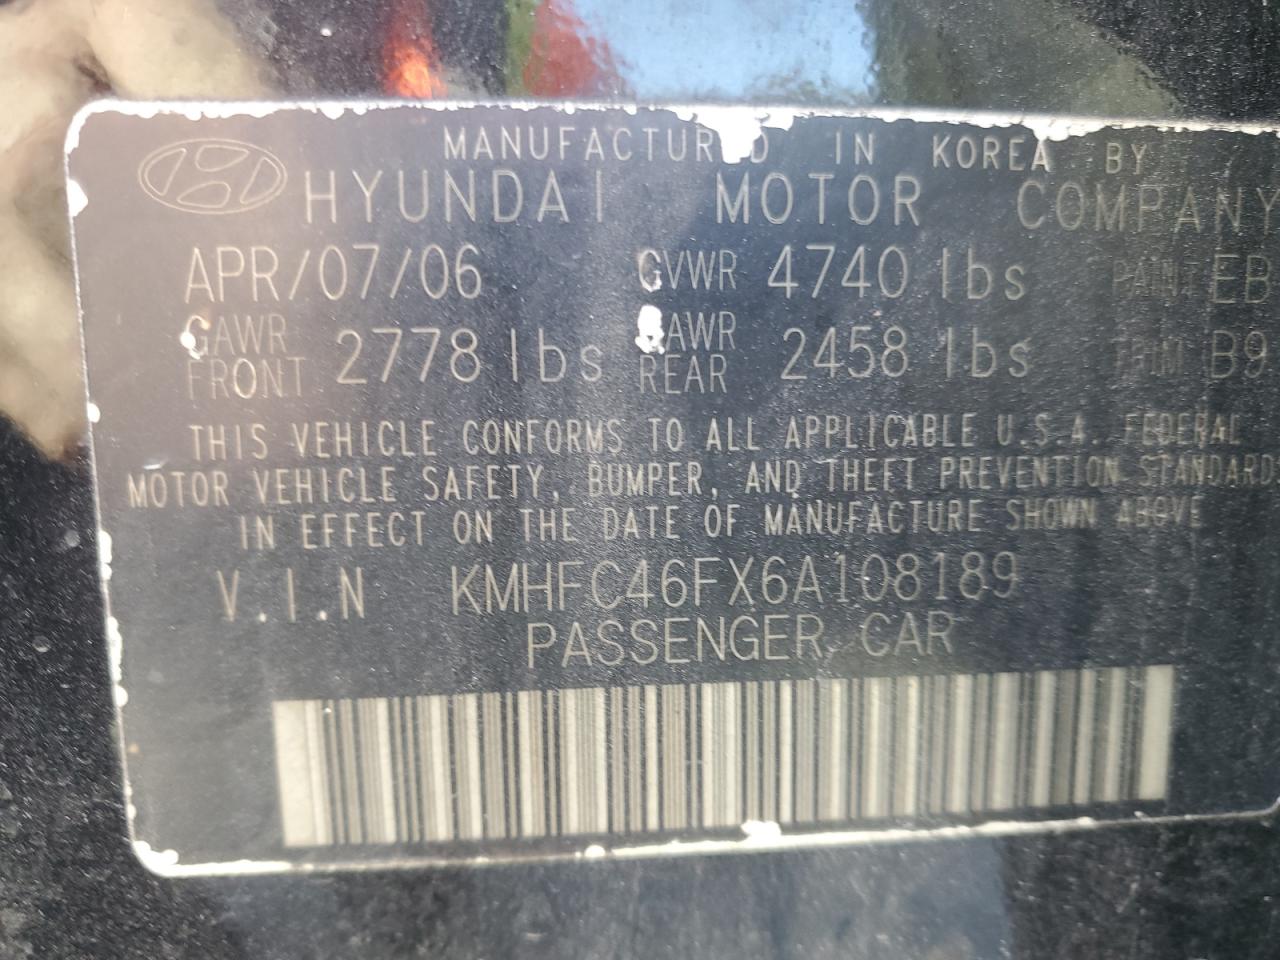 MANUFACTURED IN KOREA BY
HYUNDAI MOTOR COMPANY
APR/07/06 GVWR 4740 lbs PAINT EB
GAWR FRONT 2778 lbs GAWR REAR 2458 lbs TRIM B9
THIS VEHICLE CONFORMS TO ALL APPLICABLE U.S.A. FEDERAL
MOTOR VEHICLE SAFETY, BUMPER, AND THEFT PREVENTION STANDARDS
IN EFFECT ON THE DATE OF MANUFACTURE SHOWN ABOVE
V.I.N KMHFC46FX6A108189
PASSENGER CAR